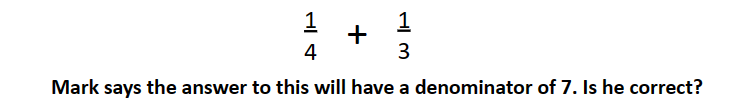 1/4 + 1/3
Mark says the answer to this will have a denominator of 7. Is he correct?